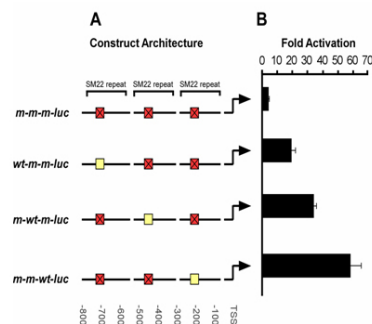 A B
Construct Architecture Fold Activation
0 10 20 30 40 50 60 70
SM22 repeat SM22 repeat SM22 repeat
m-m-m-luc
wt-m-m-luc
m-wt-m-luc
m-m-wt-luc
-800 -700 -600 -500 -400 -300 -200 -100 TSS